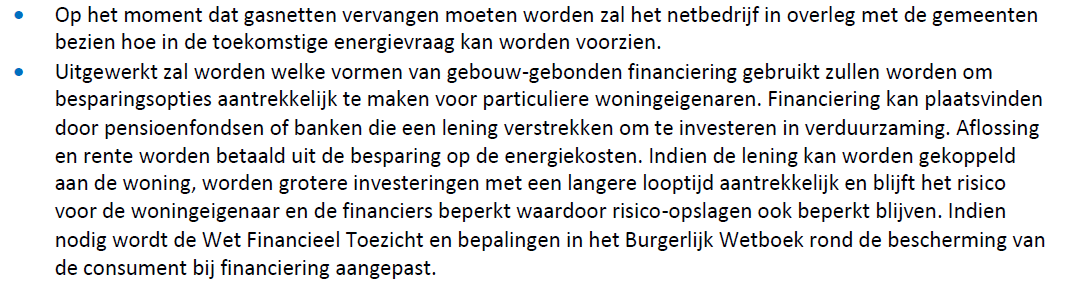 • Op het moment dat gasnetten vervangen moeten worden zal het netbedrijf in overleg met de gemeenten
bezien hoe in de toekomstige energievraag kan worden voorzien.
• Uitgewerkt zal worden welke vormen van gebouw-gebonden financiering gebruikt zullen worden om
besparingsopties aantrekkelijk te maken voor particuliere woningeigenaren. Financiering kan plaatsvinden
door pensioenfondsen of banken die een lening verstrekken om te investeren in verduurzaming. Aflossing
en rente worden betaald uit de besparing op de energiekosten. Indien de lening kan worden gekoppeld
aan de woning, worden grotere investeringen met een langere looptijd aantrekkelijk en blijft het risico
voor de woningeigenaar en de financiers beperkt waardoor risico-opslagen ook beperkt blijven. Indien
nodig wordt de Wet Financieel Toezicht en bepalingen in het Burgerlijk Wetboek rond de bescherming van
de consument bij financiering aangepast.